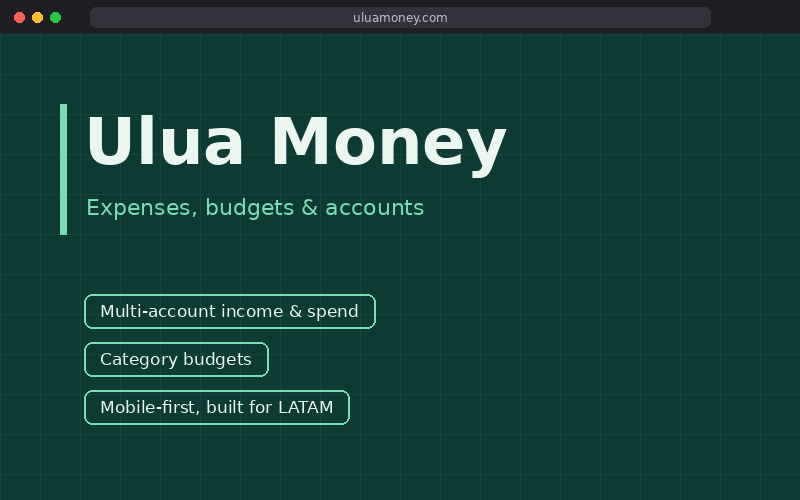 uluamoney.com
Ulua Money
Expenses, budgets & accounts
Multi-account income & spend
Category budgets
Mobile-first, built for LATAM